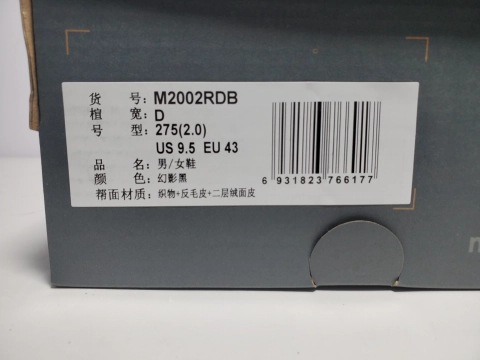 货 号：M2002RDB
楦 宽：D
号 型：275(2.0)
US 9.5 EU 43
品 名：男/女鞋
颜 色：幻影黑
帮面材质：织物+反毛皮+二层绒面皮
6 931823 766177